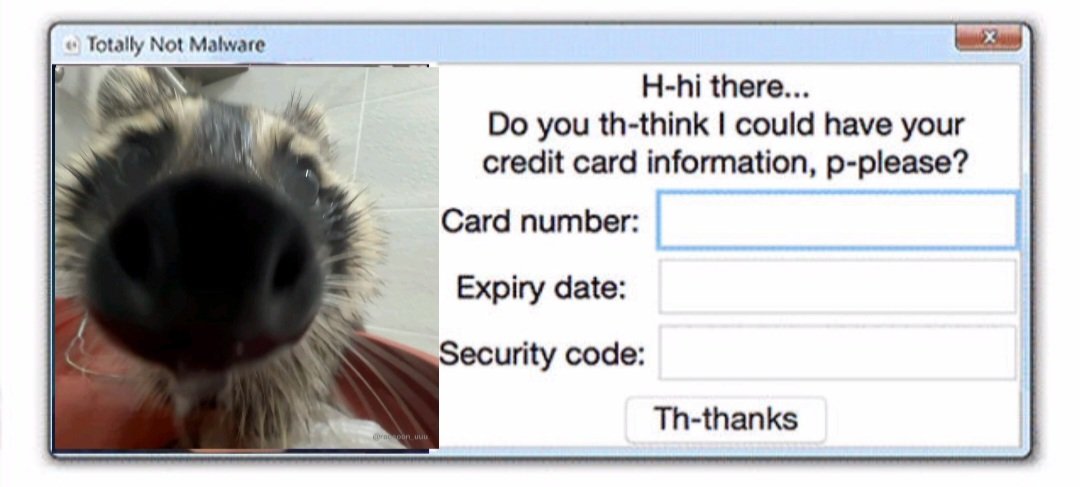 Totally Not Malware
H-hi there...
Do you th-think I could have your
credit card information, p-please?
Card number:
Expiry date:
Security code:
Th-thanks